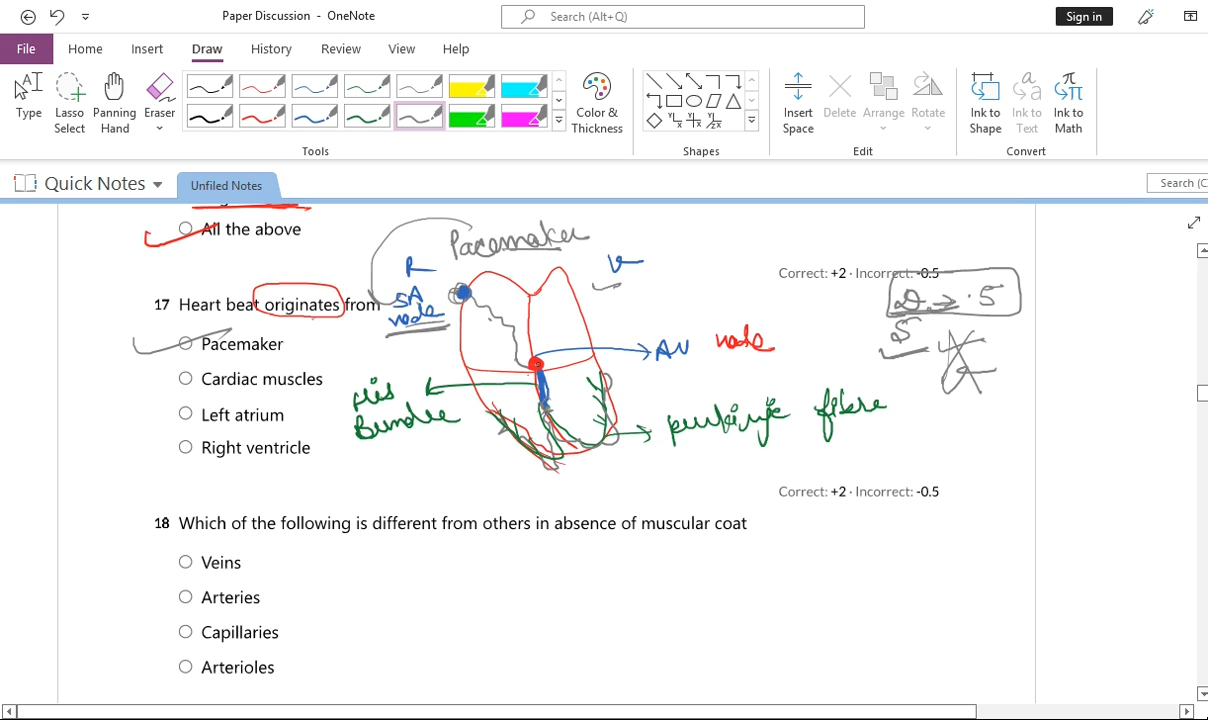 Paper Discussion - OneNote
Search (Alt+Q)
Sign in
File Home Insert Draw History Review View Help
Type
Lasso Select
Panning Hand
Eraser
Color & Thickness
Insert Space
Delete
Arrange
Rotate
Ink to Shape
Ink to Text
Ink to Math
Tools
Shapes
Edit
Convert
Quick Notes
Unfiled Notes
Search (C
All the above
Pacemaker
Correct: +2 · Incorrect: -0.5
R
SA
node
17 Heart beat originates from
.5
S
Pacemaker
AV node
Cardiac muscles
His
Bundle
purkinjie fibre
Left atrium
Right ventricle
Correct: +2 · Incorrect: -0.5
18 Which of the following is different from others in absence of muscular coat
Veins
Arteries
Capillaries
Arterioles